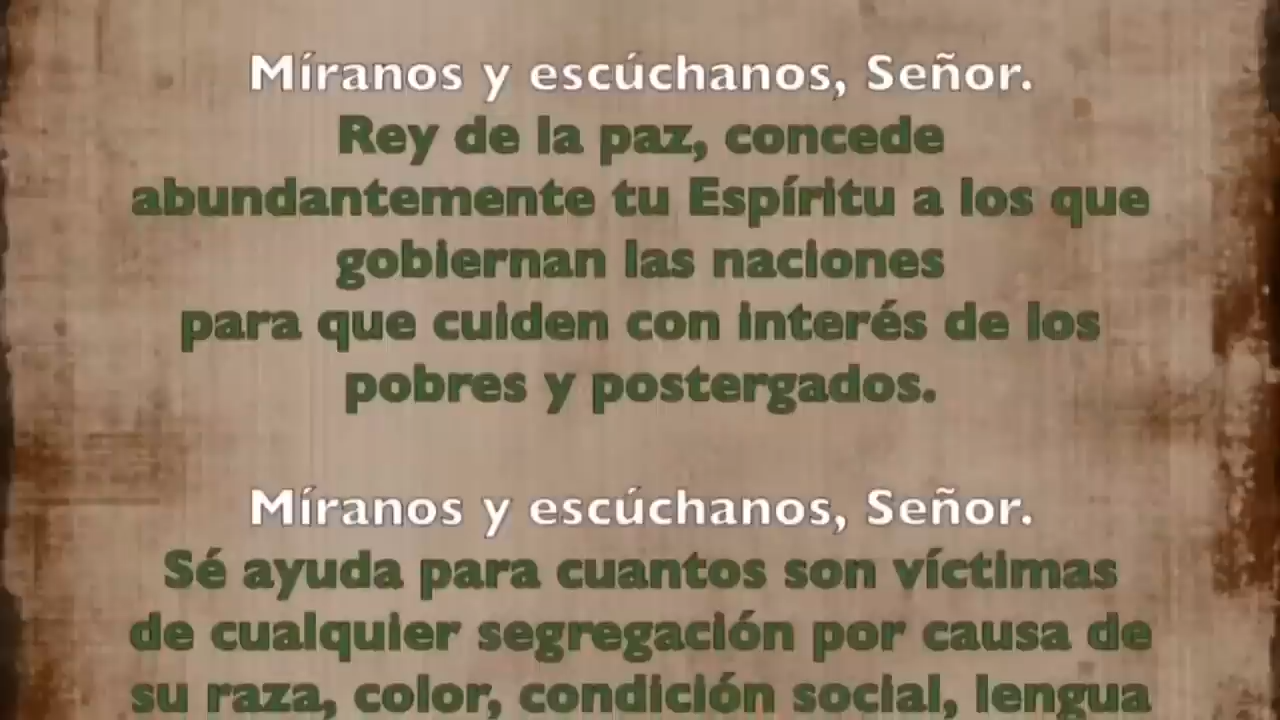 Míranos y escúchanos, Señor.
Rey de la paz, concede
abundantemente tu Espíritu a los que
gobiernan las naciones
para que cuiden con interés de los
pobres y postergados.
Míranos y escúchanos, Señor.
Sé ayuda para cuantos son víctimas
de cualquier segregación por causa de
su raza, color, condición social, lengua